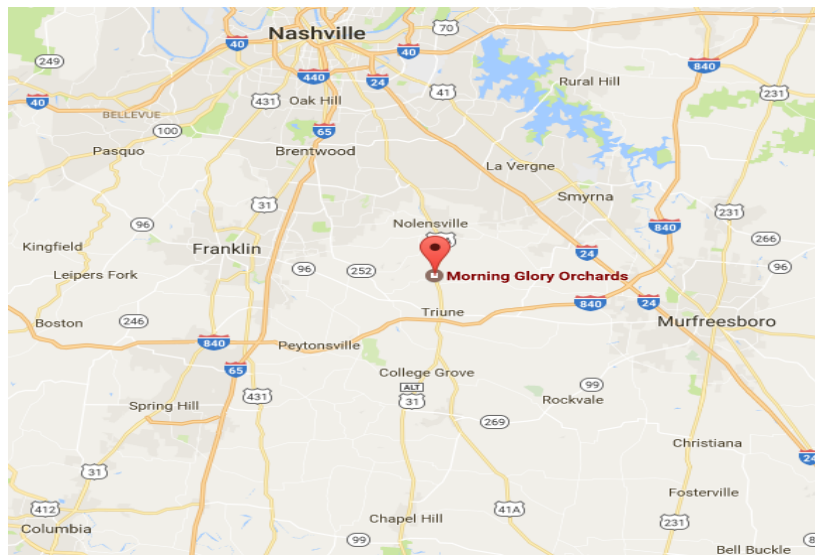 Nashville
70
40
40
249
440
24
840
Rural Hill
41
231
40
431
Oak Hill
BELLEVUE
100
65
Pasquo
Brentwood
La Vergne
Smyrna
31
96
Nolensville
231
840
266
Kingfield
Franklin
24
96
252
96
Leipers Fork
Morning Glory Orchards
840
24
Triune
Boston
246
Murfreesboro
840
Peytonsville
65
College Grove
99
ALT
31
431
Rockvale
Spring Hill
269
Christiana
24
31
Fosterville
412
41A
Columbia
Chapel Hill
231
99
Bell Buckle
8